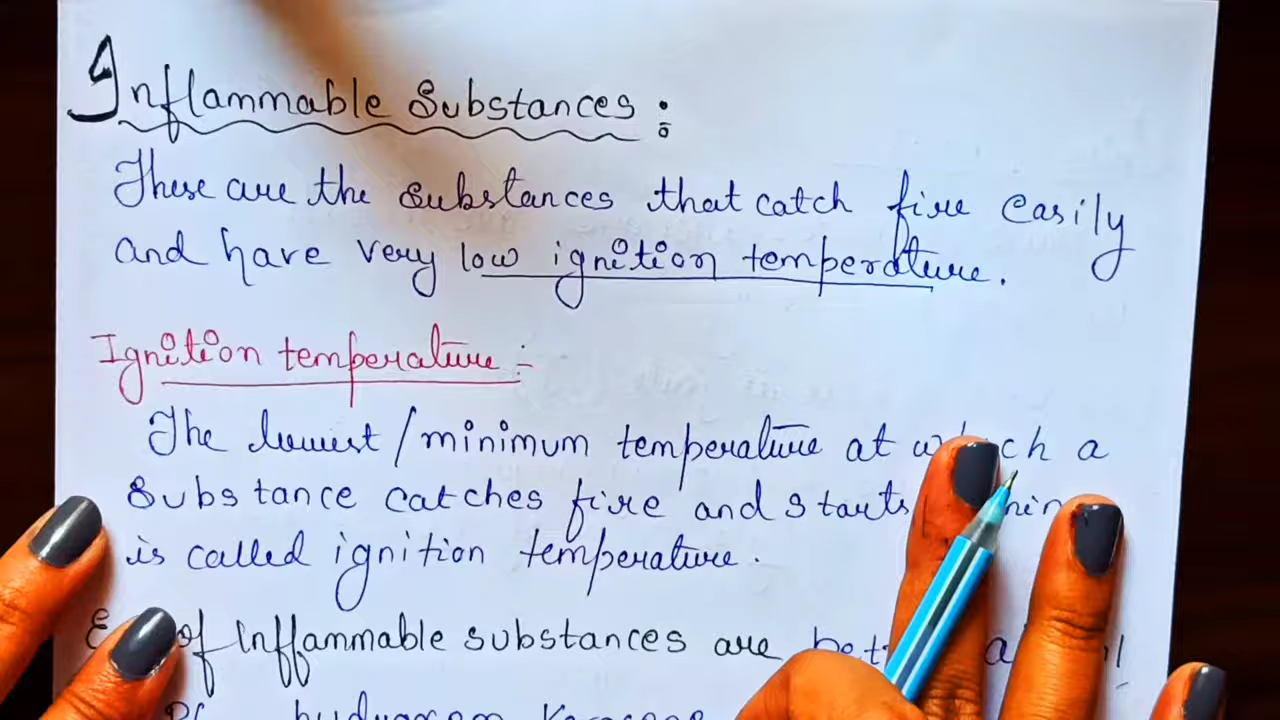 Inflammable Substances :
These are the substances that catch fire easily
and have very low ignition temperature.
Ignition temperature :-
The lowest / minimum temperature at which a
substance catches fire and starts
is called ignition temperature.
of Inflammable substances are